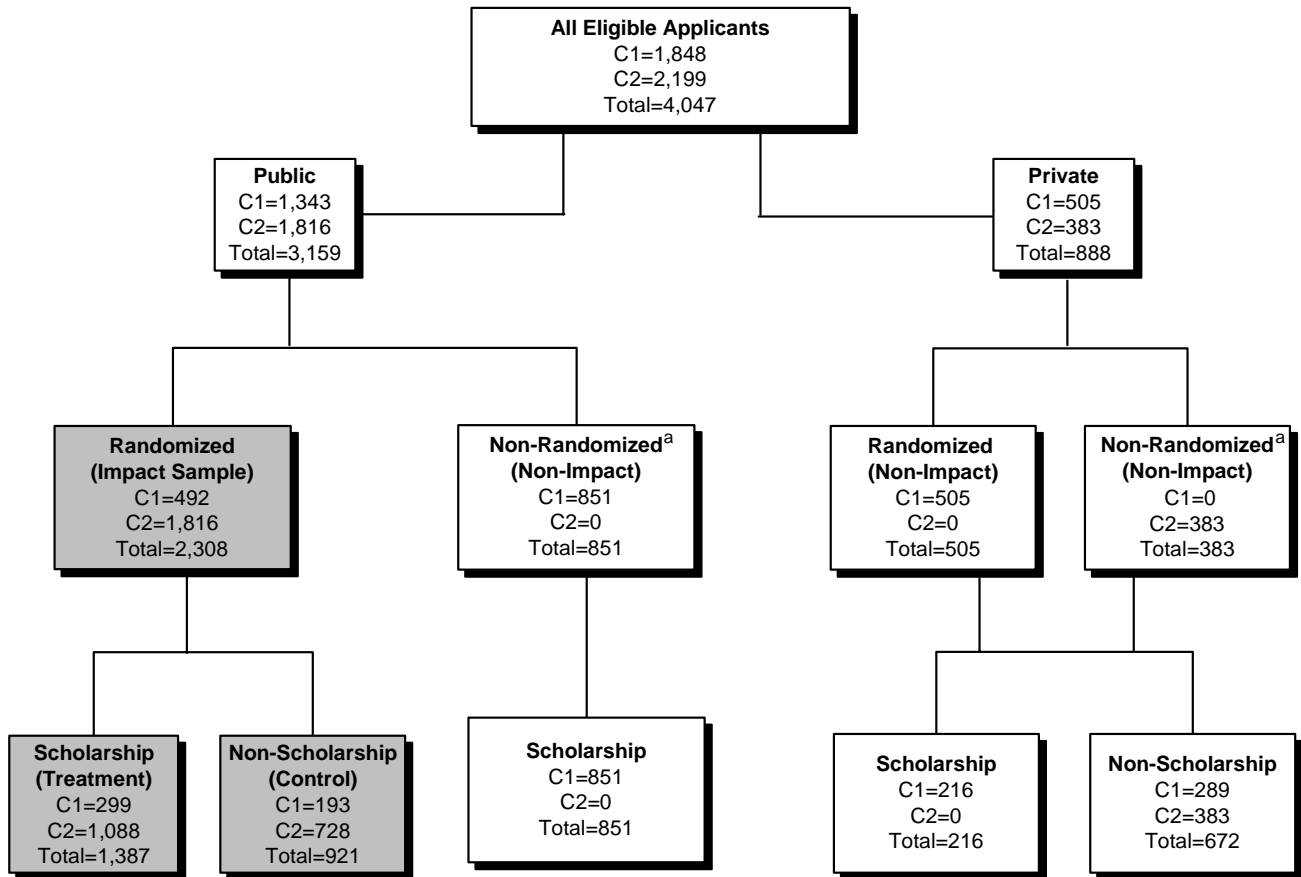 All Eligible Applicants
C1=1,848
C2=2,199
Total=4,047
Public
C1=1,343
C2=1,816
Total=3,159
Private
C1=505
C2=383
Total=888
Randomized
(Impact Sample)
C1=492
C2=1,816
Total=2,308
Non-Randomizedᵃ
(Non-Impact)
C1=851
C2=0
Total=851
Randomized
(Non-Impact)
C1=505
C2=0
Total=505
Non-Randomizedᵃ
(Non-Impact)
C1=0
C2=383
Total=383
Scholarship
(Treatment)
C1=299
C2=1,088
Total=1,387
Non-Scholarship
(Control)
C1=193
C2=728
Total=921
Scholarship
C1=851
C2=0
Total=851
Scholarship
C1=216
C2=0
Total=216
Non-Scholarship
C1=289
C2=383
Total=672